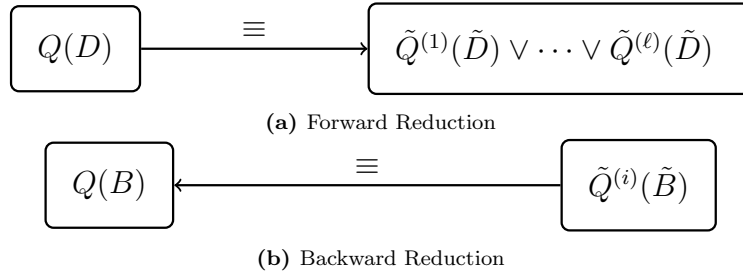 Q(D) ≡ Q̃⁽¹⁾(D̃) ∨ ⋯ ∨ Q̃⁽ℓ⁾(D̃)
(a) Forward Reduction
Q(B) ≡ Q̃⁽ⁱ⁾(B̃)
(b) Backward Reduction